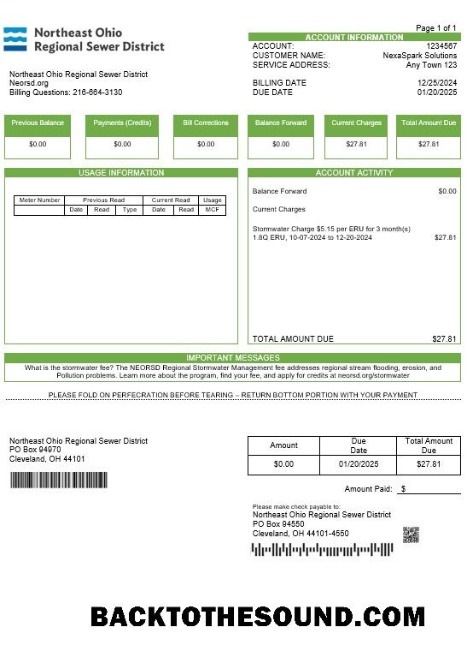 Page 1 of 1
Northeast Ohio
Regional Sewer District
ACCOUNT INFORMATION
ACCOUNT: 1234567
CUSTOMER NAME: NexaSpark Solutions
SERVICE ADDRESS: Any Town 123
Northeast Ohio Regional Sewer District
Neorsd.org
Billing Questions: 216-664-3130
BILLING DATE 12/25/2024
DUE DATE 01/20/2025
Previous Balance Payments (Credits) Bill Corrections Balance Forward Current Charges Total Amount Due
$0.00 $0.00 $0.00 $0.00 $27.81 $27.81
USAGE INFORMATION
Meter Number Previous Read Current Read Usage
Date Read Type Date Read MCF
ACCOUNT ACTIVITY
Balance Forward $0.00
Current Charges
Stormwater Charge $5.15 per ERU for 3 month(s)
1.8Q ERU, 10-07-2024 to 12-20-2024 $27.81
TOTAL AMOUNT DUE $27.81
IMPORTANT MESSAGES
What is the stormwater fee? The NEORSD Regional Stormwater Management fee addresses regional stream flooding, erosion, and
Pollution problems. Learn more about the program, find your fee, and apply for credits at neorsd.org/stormwater
PLEASE FOLD ON PERFECRATION BEFORE TEARING – RETURN BOTTOM PORTION WITH YOUR PAYMENT
Northeast Ohio Regional Sewer District
PO Box 94970
Cleveland, OH 44101
Amount Due Date Total Amount Due
$0.00 01/20/2025 $27.81
Amount Paid: $
Please make check payable to:
Northeast Ohio Regional Sewer District
PO Box 94550
Cleveland, OH 44101-4550
BACKTOTHESOUND.COM